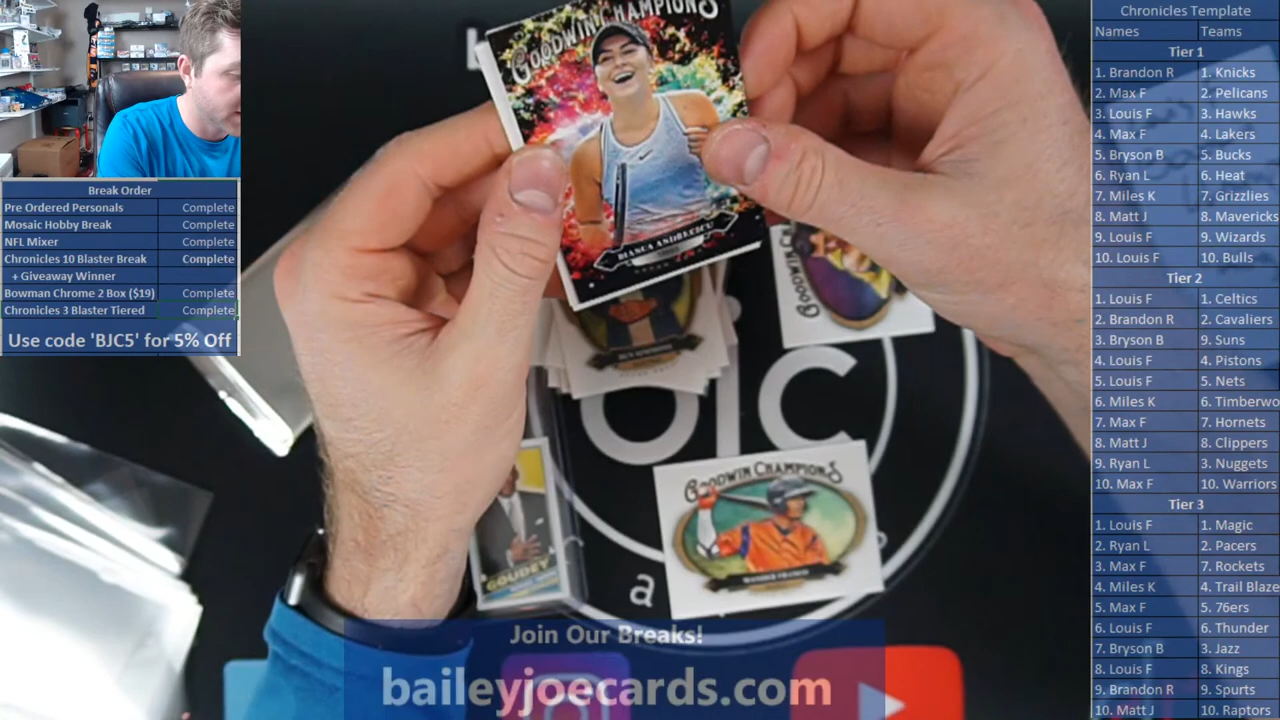 Break Order
Pre Ordered Personals Complete
Mosaic Hobby Break Complete
NFL Mixer Complete
Chronicles 10 Blaster Break Complete
+ Giveaway Winner
Bowman Chrome 2 Box ($19) Complete
Chronicles 3 Blaster Tiered Complete
Use code 'BJC5' for 5% Off
GOODWIN CHAMPIONS
BIANCA ANDREESCU
GOODWIN
GOODWIN CHAMPIONS
WANDER FRANCO
GOUDEY
a
Join Our Breaks!
baileyjoecards.com
Chronicles Template
Names Teams
Tier 1
1. Brandon R 1. Knicks
2. Max F 2. Pelicans
3. Louis F 3. Hawks
4. Max F 4. Lakers
5. Bryson B 5. Bucks
6. Ryan L 6. Heat
7. Miles K 7. Grizzlies
8. Matt J 8. Mavericks
9. Louis F 9. Wizards
10. Louis F 10. Bulls
Tier 2
1. Louis F 1. Celtics
2. Brandon R 2. Cavaliers
3. Bryson B 9. Suns
4. Louis F 4. Pistons
5. Louis F 5. Nets
6. Miles K 6. Timberwo
7. Max F 7. Hornets
8. Matt J 8. Clippers
9. Ryan L 3. Nuggets
10. Max F 10. Warriors
Tier 3
1. Louis F 1. Magic
2. Ryan L 2. Pacers
3. Max F 7. Rockets
4. Miles K 4. Trail Blaze
5. Max F 5. 76ers
6. Louis F 6. Thunder
7. Bryson B 3. Jazz
8. Louis F 8. Kings
9. Brandon R 9. Spurts
10. Matt J 10. Raptors